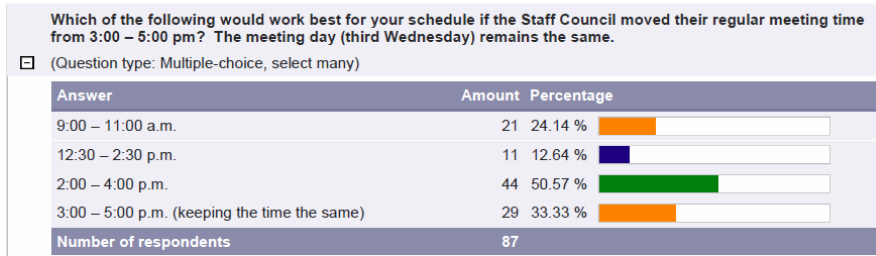 Which of the following would work best for your schedule if the Staff Council moved their regular meeting time
from 3:00 – 5:00 pm? The meeting day (third Wednesday) remains the same.
(Question type: Multiple-choice, select many)
Answer Amount Percentage
9:00 – 11:00 a.m. 21 24.14 %
12:30 – 2:30 p.m. 11 12.64 %
2:00 – 4:00 p.m. 44 50.57 %
3:00 – 5:00 p.m. (keeping the time the same) 29 33.33 %
Number of respondents 87